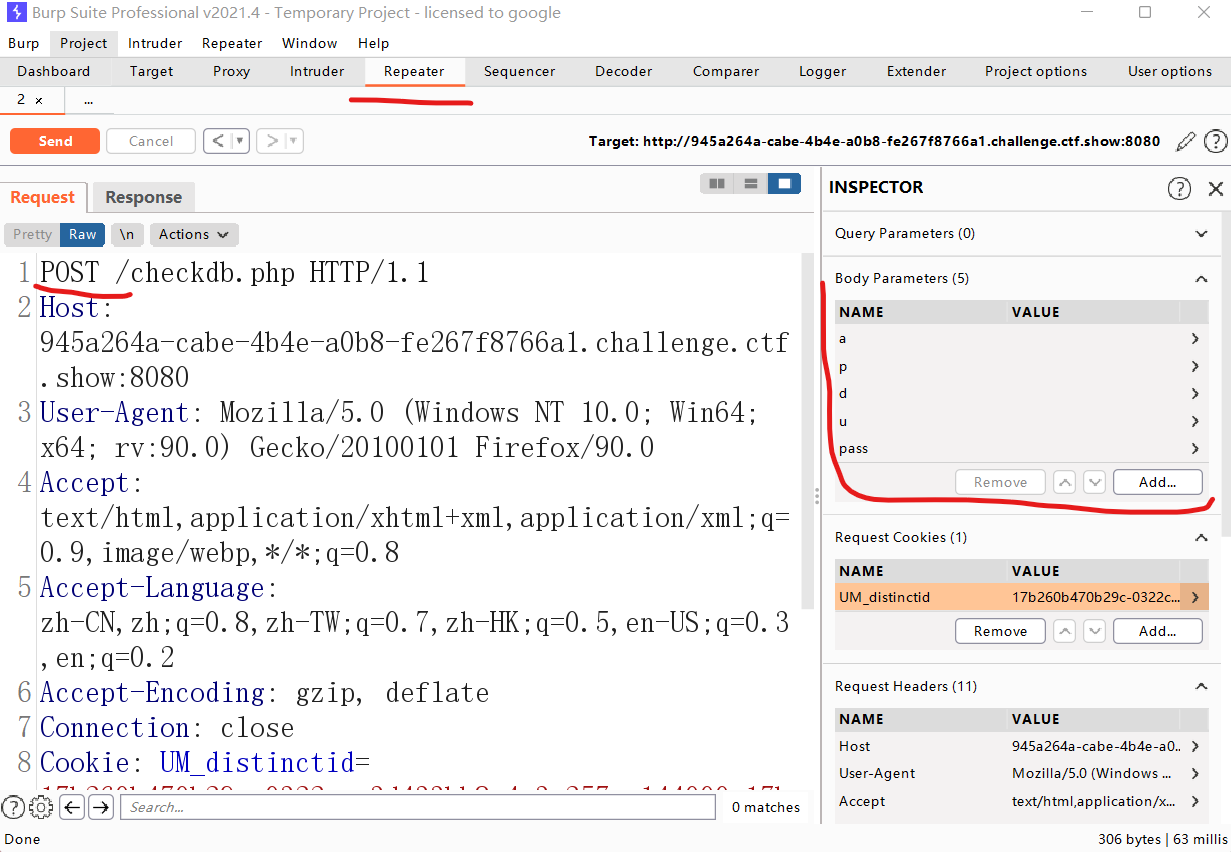 Burp Suite Professional v2021.4 - Temporary Project - licensed to google
Burp Project Intruder Repeater Window Help
Dashboard Target Proxy Intruder Repeater Sequencer Decoder Comparer Logger Extender Project options User options
2 × ...
Send Cancel < >
Target: http://945a264a-cabe-4b4e-a0b8-fe267f8766a1.challenge.ctf.show:8080
Request Response
Pretty Raw \n Actions
1 POST /checkdb.php HTTP/1.1
2 Host:
945a264a-cabe-4b4e-a0b8-fe267f8766a1.challenge.ctf
.show:8080
3 User-Agent: Mozilla/5.0 (Windows NT 10.0; Win64;
x64; rv:90.0) Gecko/20100101 Firefox/90.0
4 Accept:
text/html,application/xhtml+xml,application/xml;q=
0.9,image/webp,*/*;q=0.8
5 Accept-Language:
zh-CN,zh;q=0.8,zh-TW;q=0.7,zh-HK;q=0.5,en-US;q=0.3
,en;q=0.2
6 Accept-Encoding: gzip, deflate
7 Connection: close
8 Cookie: UM_distinctid=
Search...
0 matches
INSPECTOR
Query Parameters (0)
Body Parameters (5)
NAME VALUE
a
p
d
u
pass
Remove Add...
Request Cookies (1)
NAME VALUE
UM_distinctid 17b260b470b29c-0322c...
Remove Add...
Request Headers (11)
NAME VALUE
Host 945a264a-cabe-4b4e-a0...
User-Agent Mozilla/5.0 (Windows ...
Accept text/html,application/x...
Done
306 bytes | 63 millis